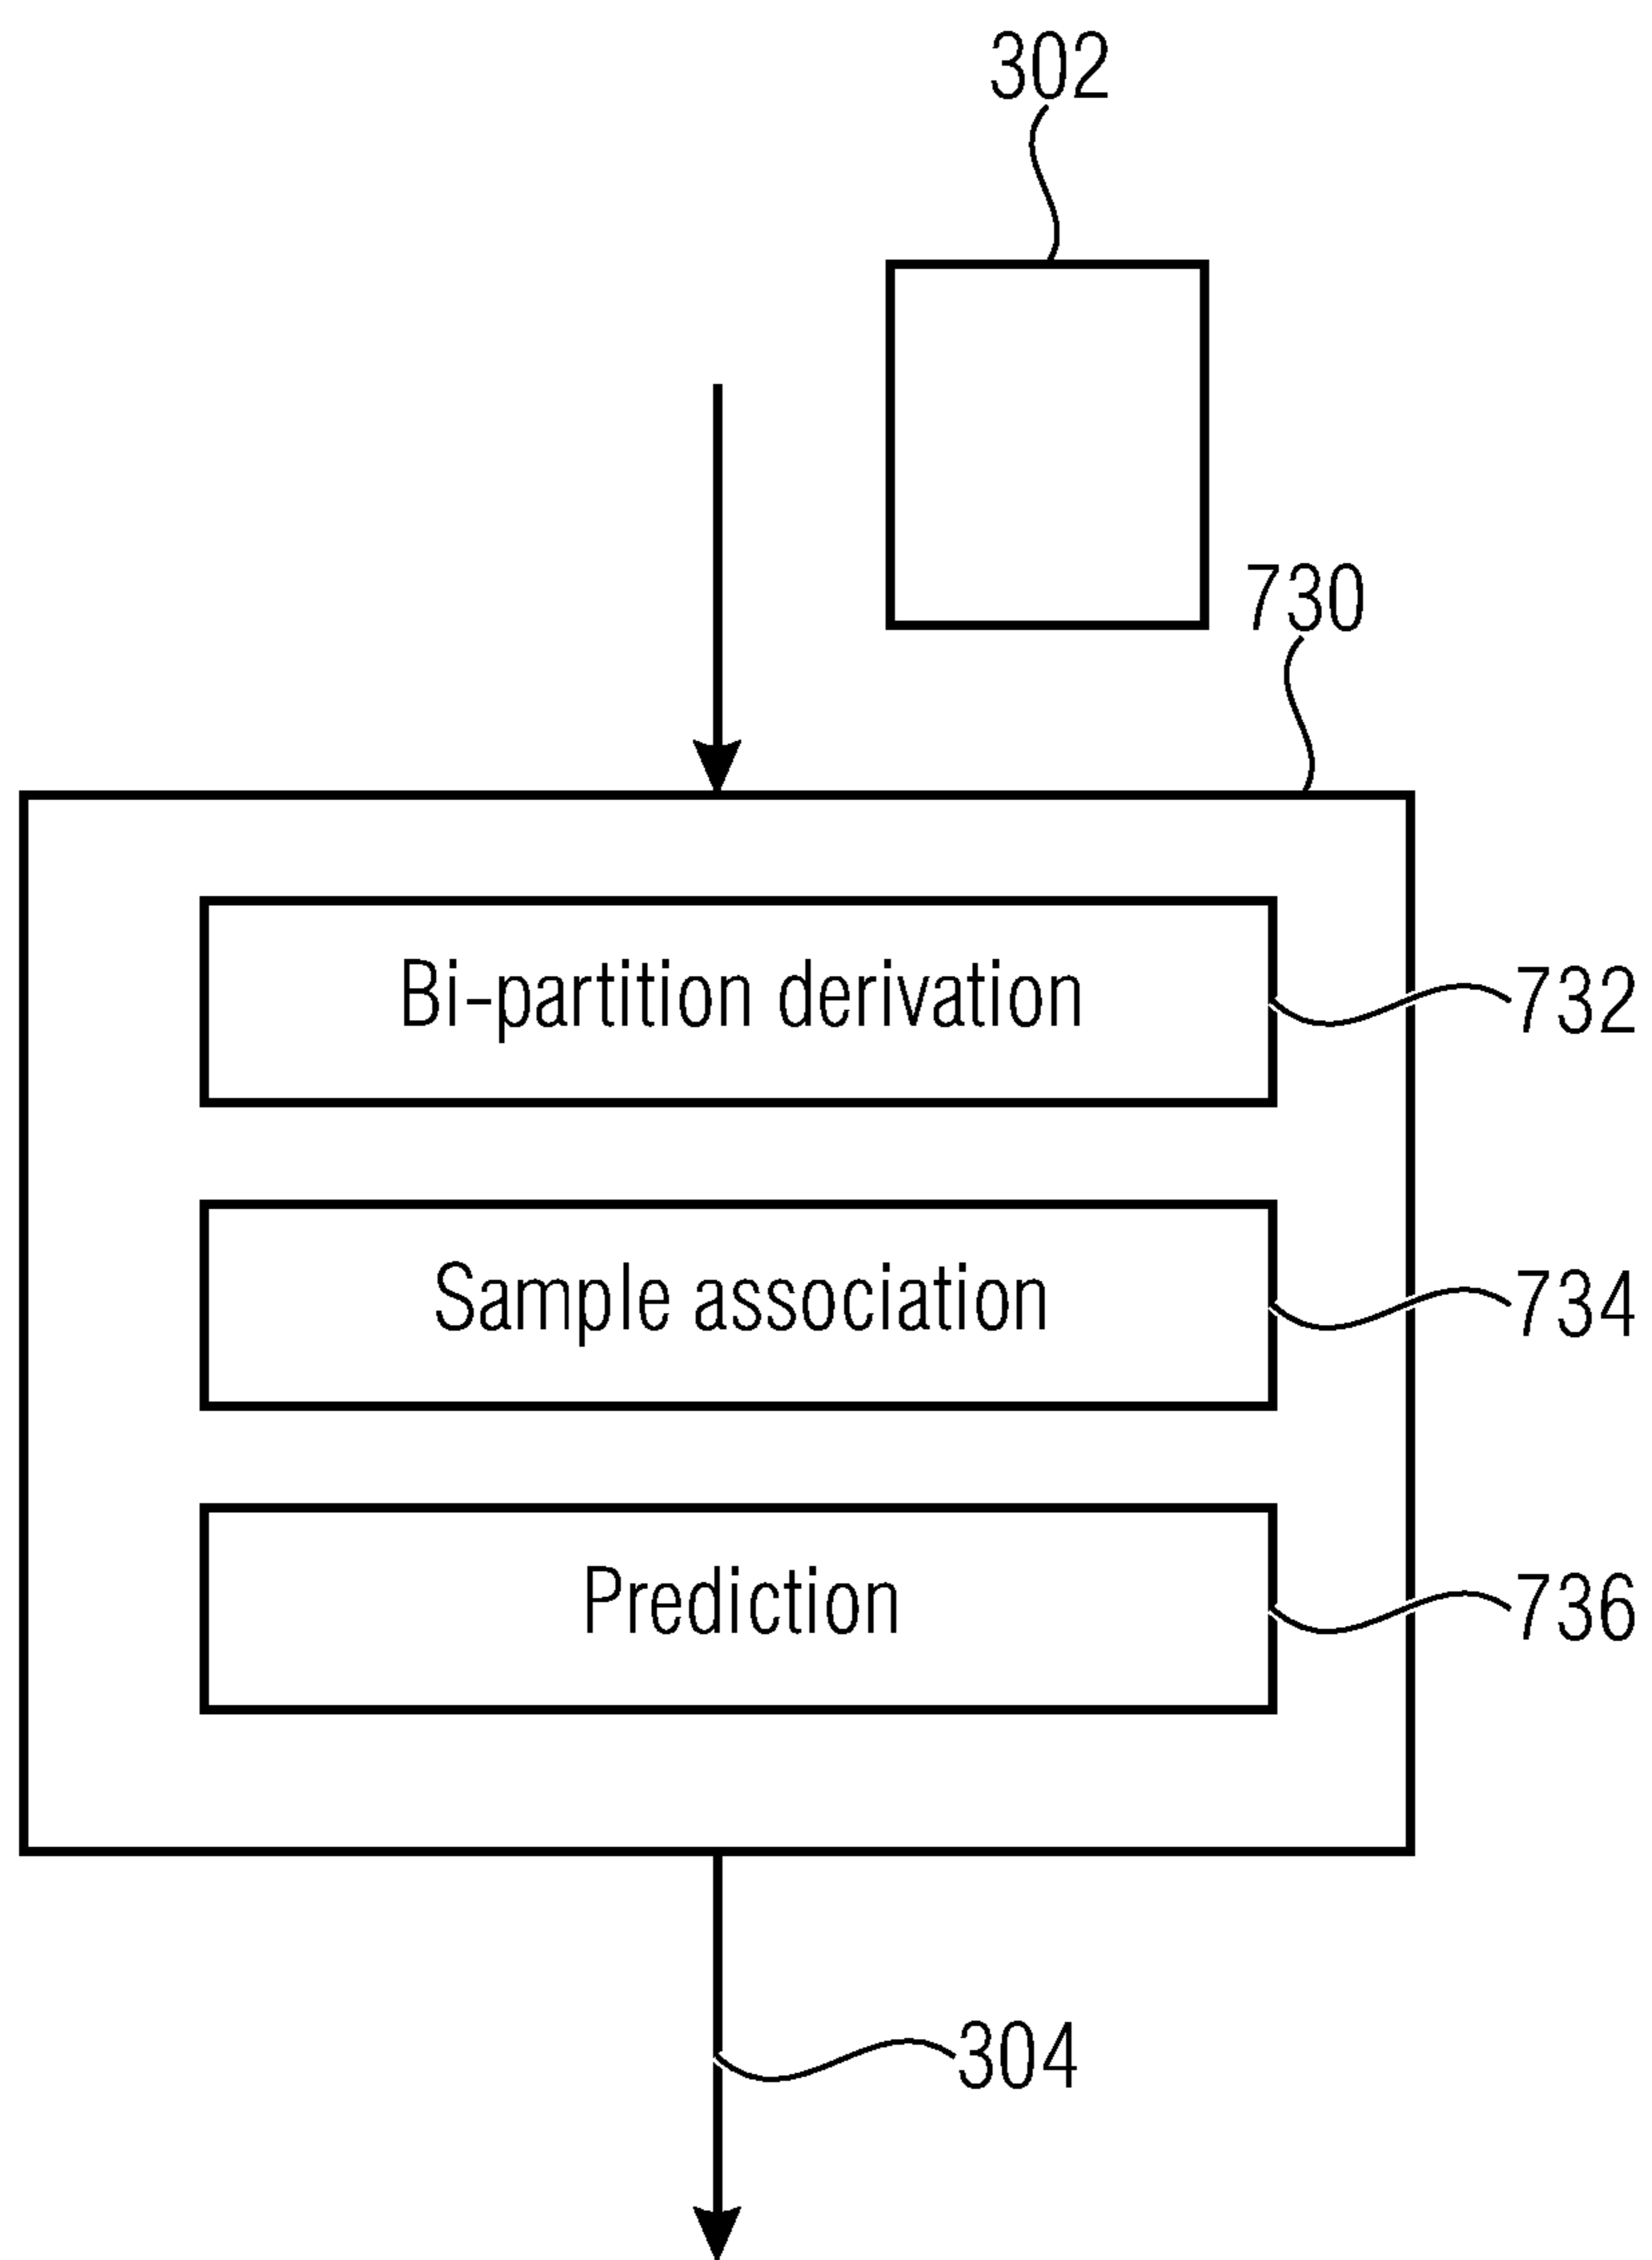 302
730
Bi-partition derivation
732
Sample association
734
Prediction
736
304